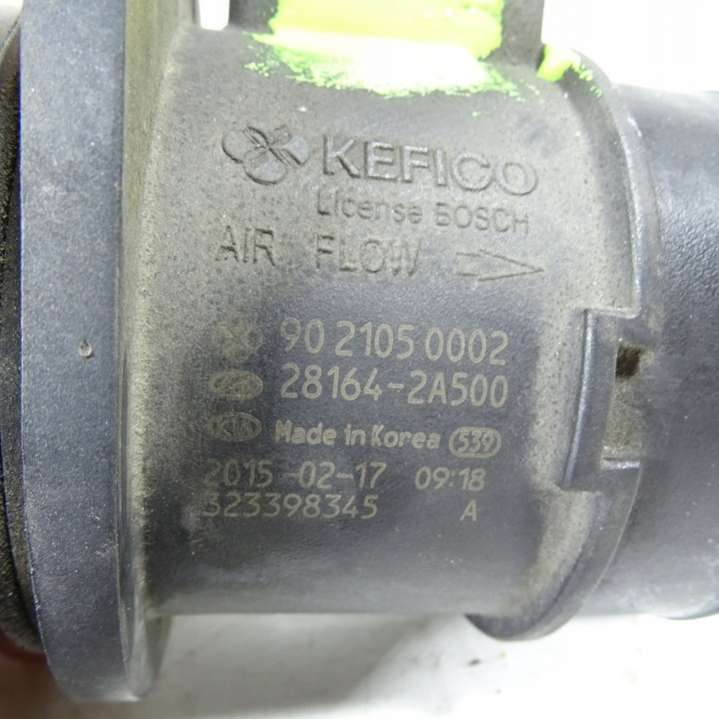 KEFICO
License BOSCH
AIR FLOW
90 2105 0002
28164-2A500
KIA Made in Korea 539
2015-02-17 09:18
323398345 A